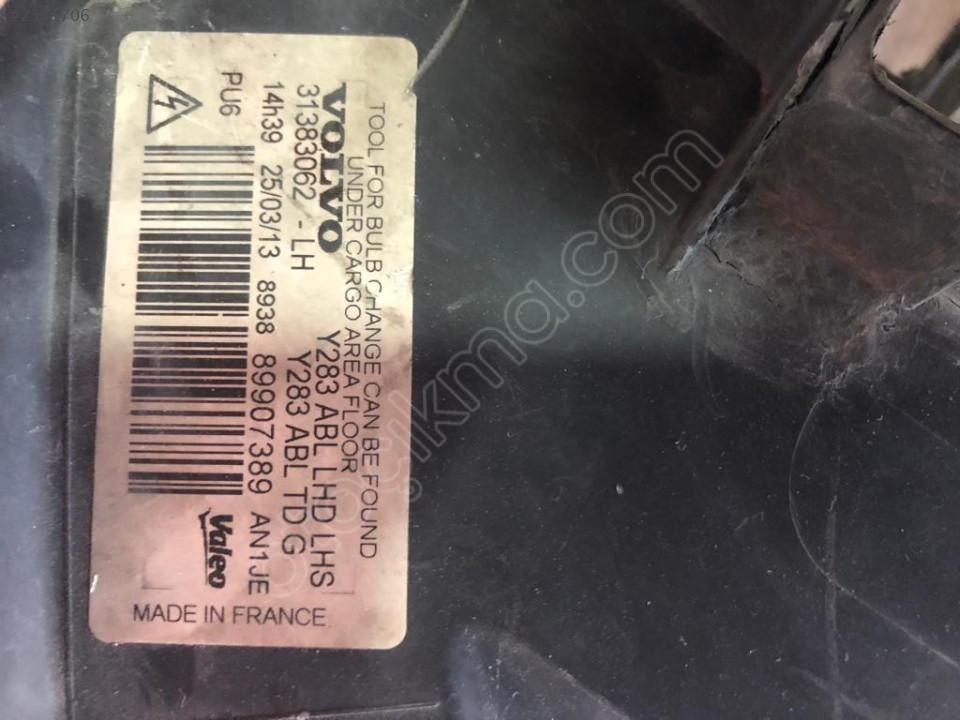 TOOL FOR BULB CHANGE CAN BE FOUND
UNDER CARGO AREA FLOOR
VOLVO
Y283 ABL LHD LHS
31383062 - LH
Y283 ABL TD G
14h39 25/03/13 8938 89907389 AN1JE
PU6
Valeo
MADE IN FRANCE